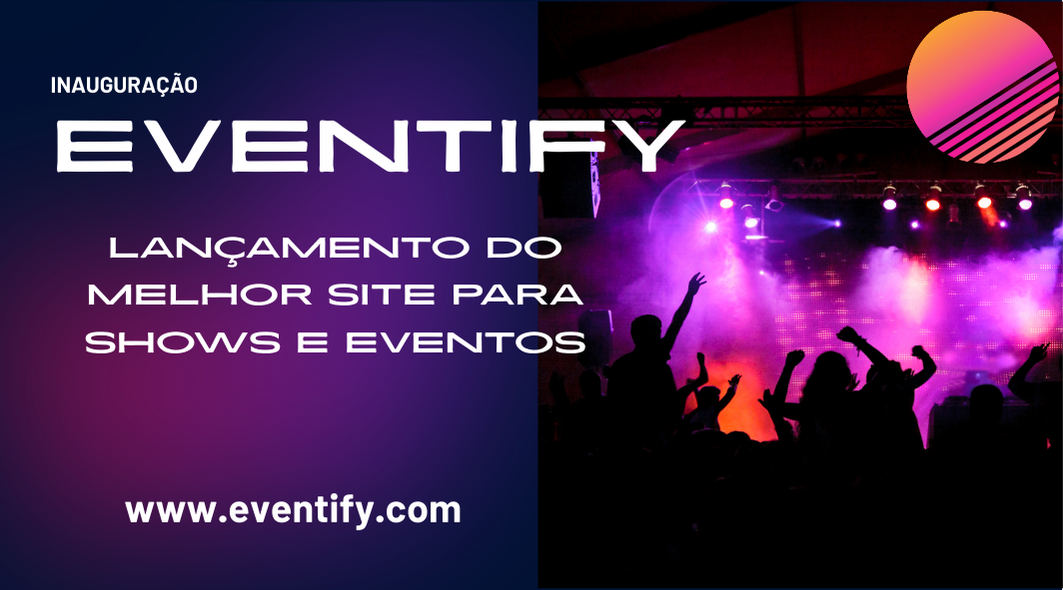 INAUGURAÇÃO
EVENTIFY
LANÇAMENTO DO
MELHOR SITE PARA
SHOWS E EVENTOS
www.eventify.com